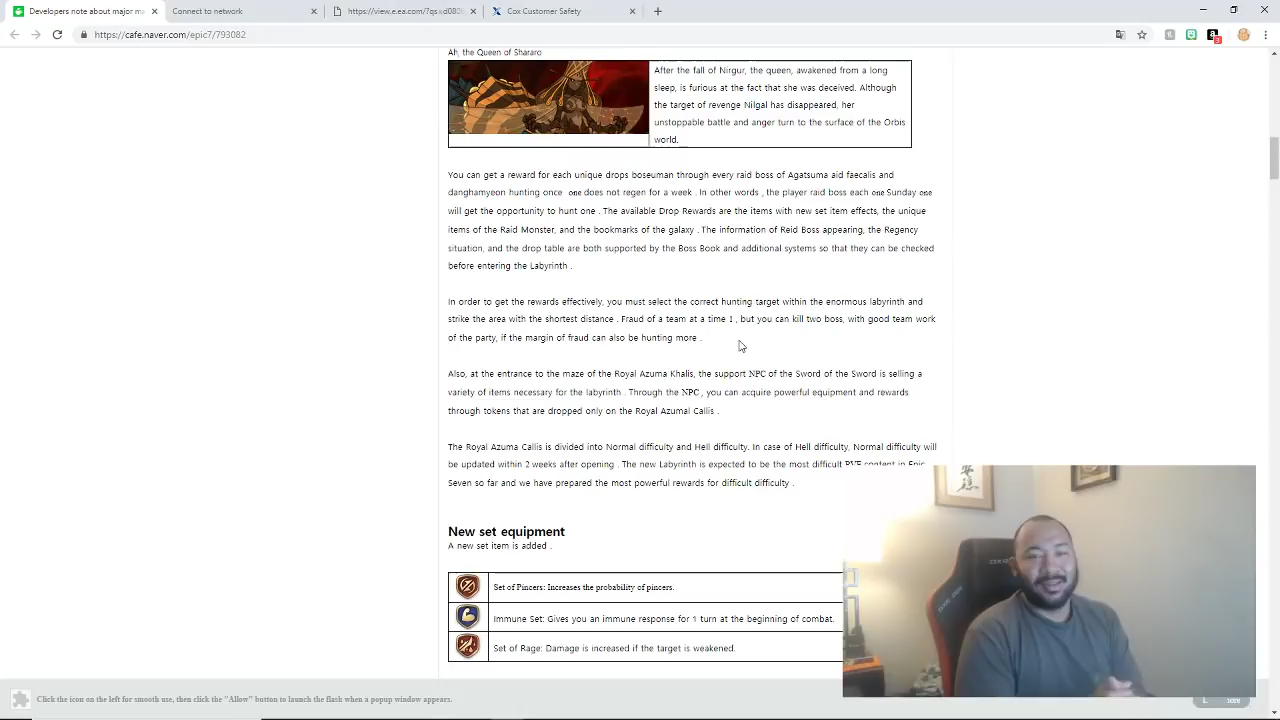 Developers note about major m
Connect to network
https://view.e.ea.com/?qs=d080
Cox Customer Safety
https://cafe.naver.com/epic7/793082
Ah, the Queen of Shararo
After the fall of Nirgur, the queen, awakened from a long
sleep, is furious at the fact that she was deceived. Although
the target of revenge Nilgal has disappeared, her
unstoppable battle and anger turn to the surface of the Orbis
world.
You can get a reward for each unique drops boseuman through every raid boss of Agatsuma aid faecalis and
danghamyeon hunting once one does not regen for a week . In other words , the player raid boss each one Sunday one
will get the opportunity to hunt one . The available Drop Rewards are the items with new set item effects, the unique
items of the Raid Monster, and the bookmarks of the galaxy . The information of Reid Boss appearing, the Regency
situation, and the drop table are both supported by the Boss Book and additional systems so that they can be checked
before entering the Labyrinth .
In order to get the rewards effectively, you must select the correct hunting target within the enormous labyrinth and
strike the area with the shortest distance . Fraud of a team at a time 1 , but you can kill two boss, with good team work
of the party, if the margin of fraud can also be hunting more .
Also, at the entrance to the maze of the Royal Azuma Khalis, the support NPC of the Sword of the Sword is selling a
variety of items necessary for the labyrinth . Through the NPC , you can acquire powerful equipment and rewards
through tokens that are dropped only on the Royal Azumal Callis .
The Royal Azuma Callis is divided into Normal difficulty and Hell difficulty. In case of Hell difficulty, Normal difficulty will
be updated within 2 weeks after opening . The new Labyrinth is expected to be the most difficult PVE content in Epic
Seven so far and we have prepared the most powerful rewards for difficult difficulty .
New set equipment
A new set item is added .
Set of Pincers: Increases the probability of pincers.
Immune Set: Gives you an immune response for 1 turn at the beginning of combat.
Set of Rage: Damage is increased if the target is weakened.
Click the icon on the left for smooth use, then click the "Allow" button to launch the flash when a popup window appears.